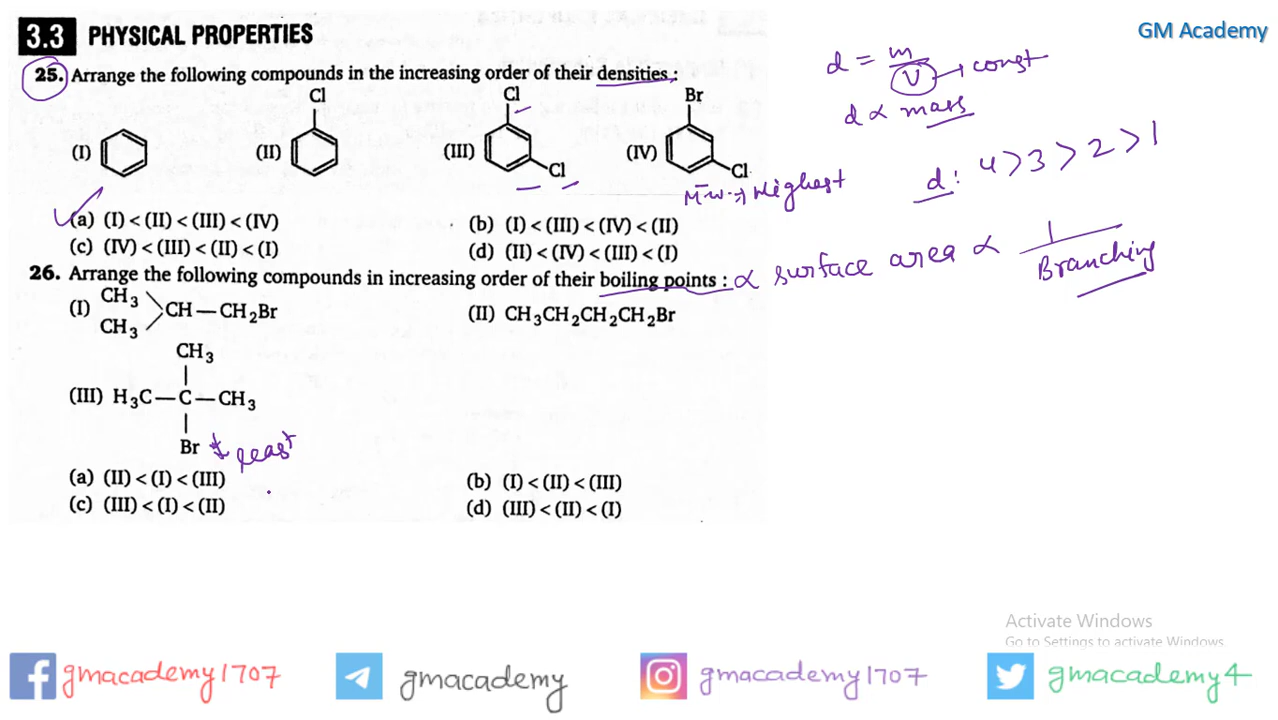 3.3 PHYSICAL PROPERTIES
GM Academy
25. Arrange the following compounds in the increasing order of their densities :
d = m/V → const
d ∝ mass
Cl Cl Br
(I) (II) (III) (IV)
Cl Cl
M.w. → Highest
d: 4 > 3 > 2 > 1
(a) (I) < (II) < (III) < (IV) (b) (I) < (III) < (IV) < (II)
(c) (IV) < (III) < (II) < (I) (d) (II) < (IV) < (III) < (I)
26. Arrange the following compounds in increasing order of their boiling points : ∝ surface area ∝ 1/Branching
CH3
(I) CH — CH2Br (II) CH3CH2CH2CH2Br
CH3
CH3
(III) H3C — C — CH3
Br least
(a) (II) < (I) < (III) (b) (I) < (II) < (III)
(c) (III) < (I) < (II) (d) (III) < (II) < (I)
Activate Windows
Go to Settings to activate Windows.
gmacademy1707 gmacademy gmacademy1707 gmacademy4